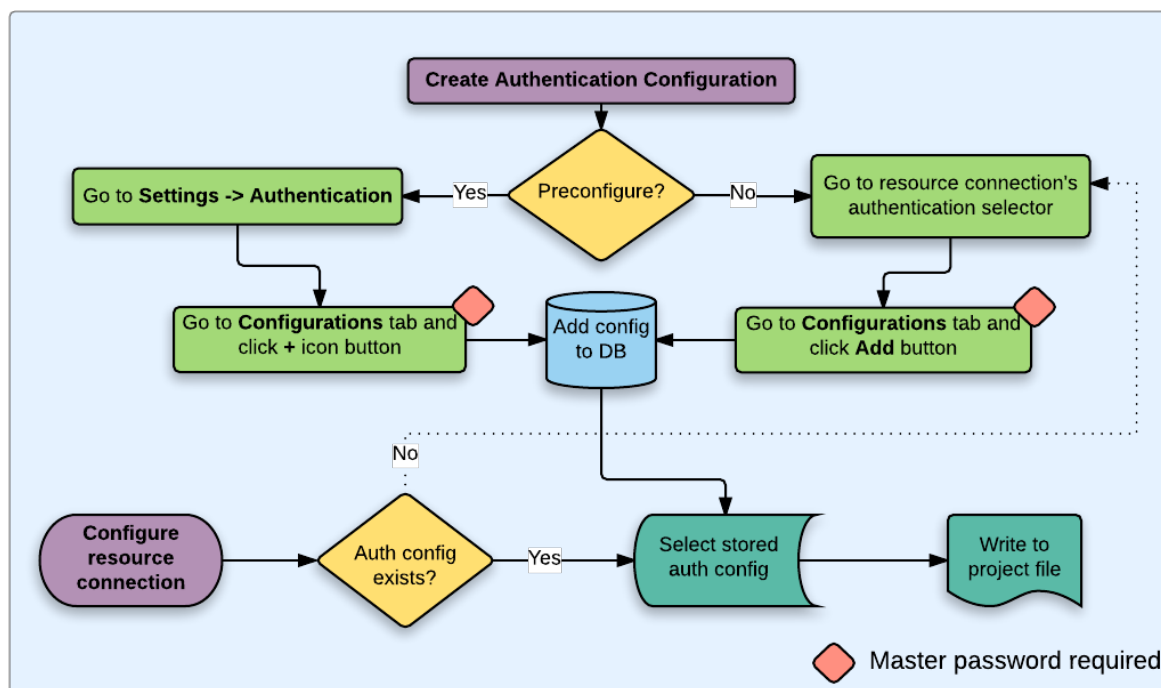 Create Authentication Configuration
Preconfigure?
Yes
No
Go to Settings -> Authentication
Go to resource connection's
authentication selector
Go to Configurations tab and
click + icon button
Add config
to DB
Go to Configurations tab and
click Add button
No
Configure
resource
connection
Auth config
exists?
Yes
Select stored
auth config
Write to
project file
Master password required